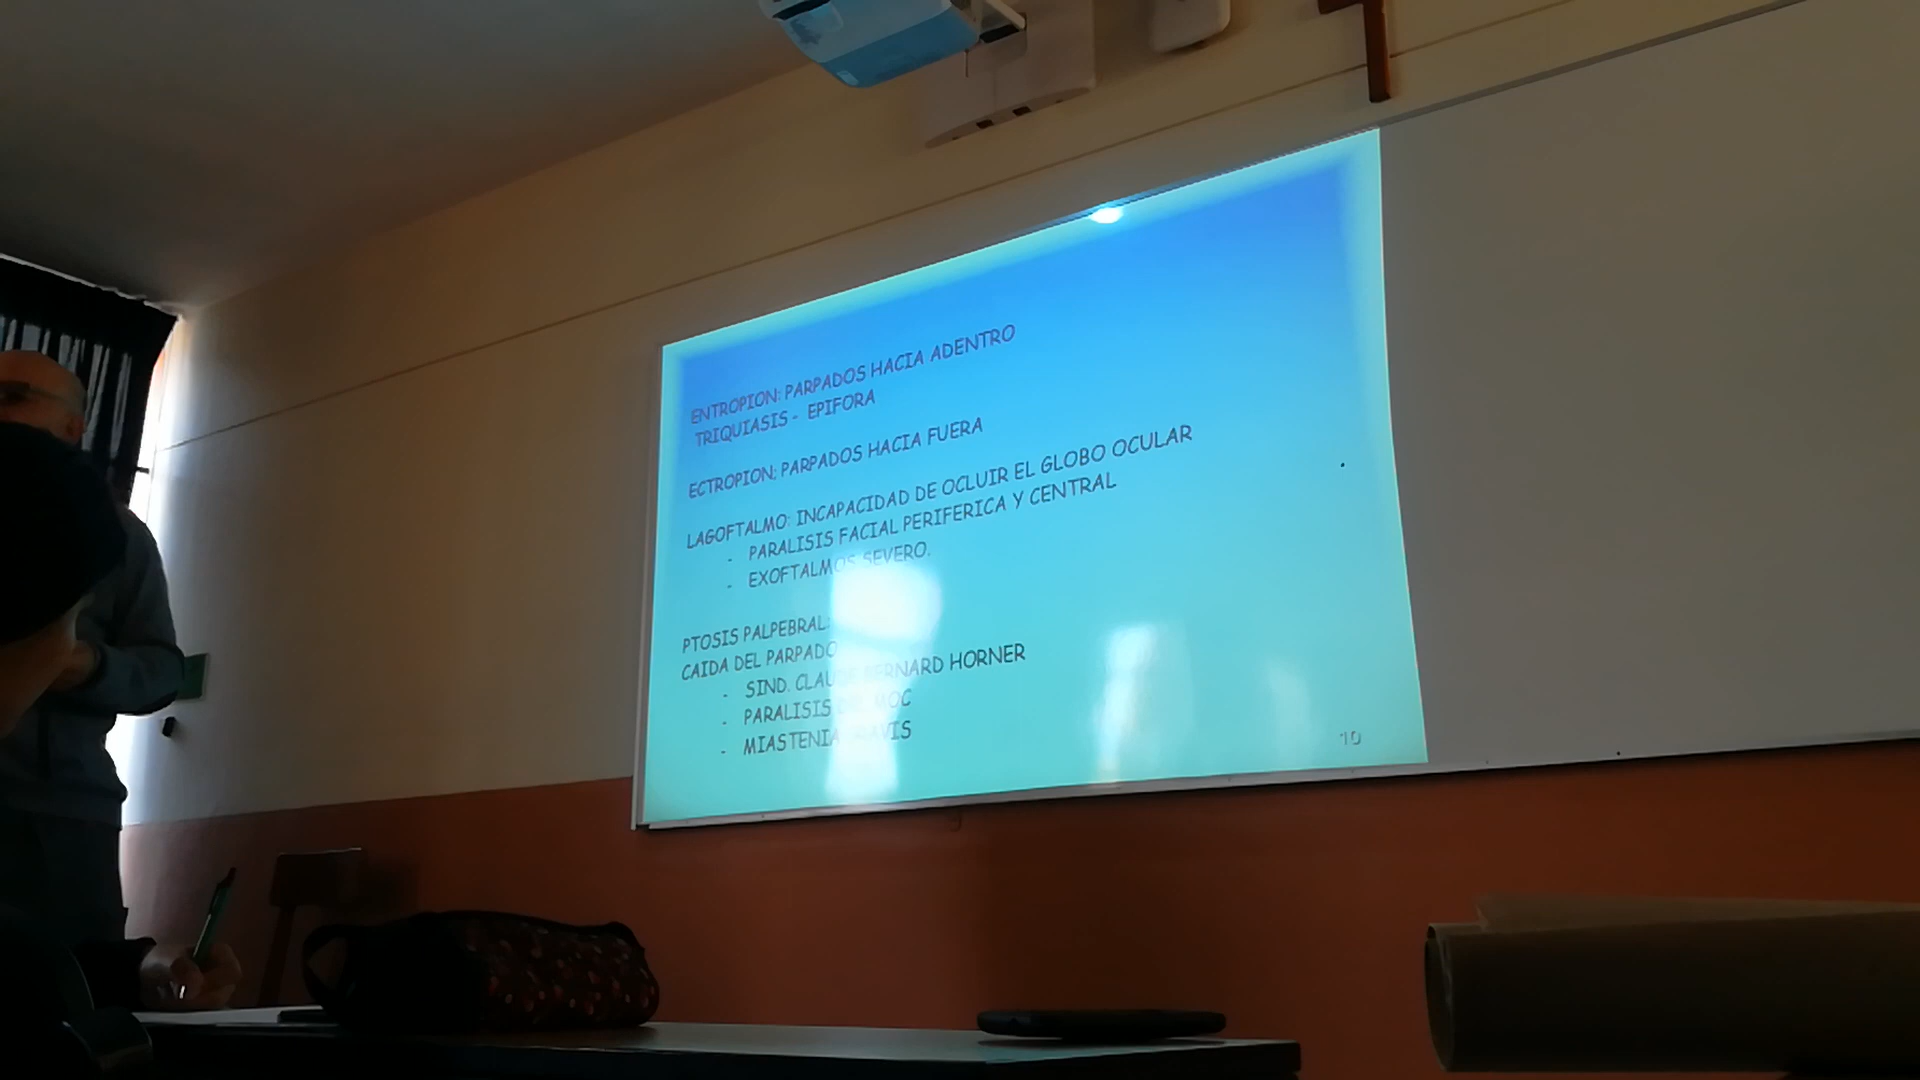 ENTROPION: PARPADOS HACIA ADENTRO
TRIQUIASIS - EPIFORA
ECTROPION; PARPADOS HACIA FUERA
LAGOFTALMO: INCAPACIDAD DE OCLUIR EL GLOBO OCULAR
- PARALISIS FACIAL PERIFERICA Y CENTRAL
- EXOFTALMOS SEVERO.
PTOSIS PALPEBRAL:
CAIDA DEL PARPADO
- SIND. CLAUDE BERNARD HORNER
- PARALISIS DEL MOC
- MIASTENIA GRAVIS
10